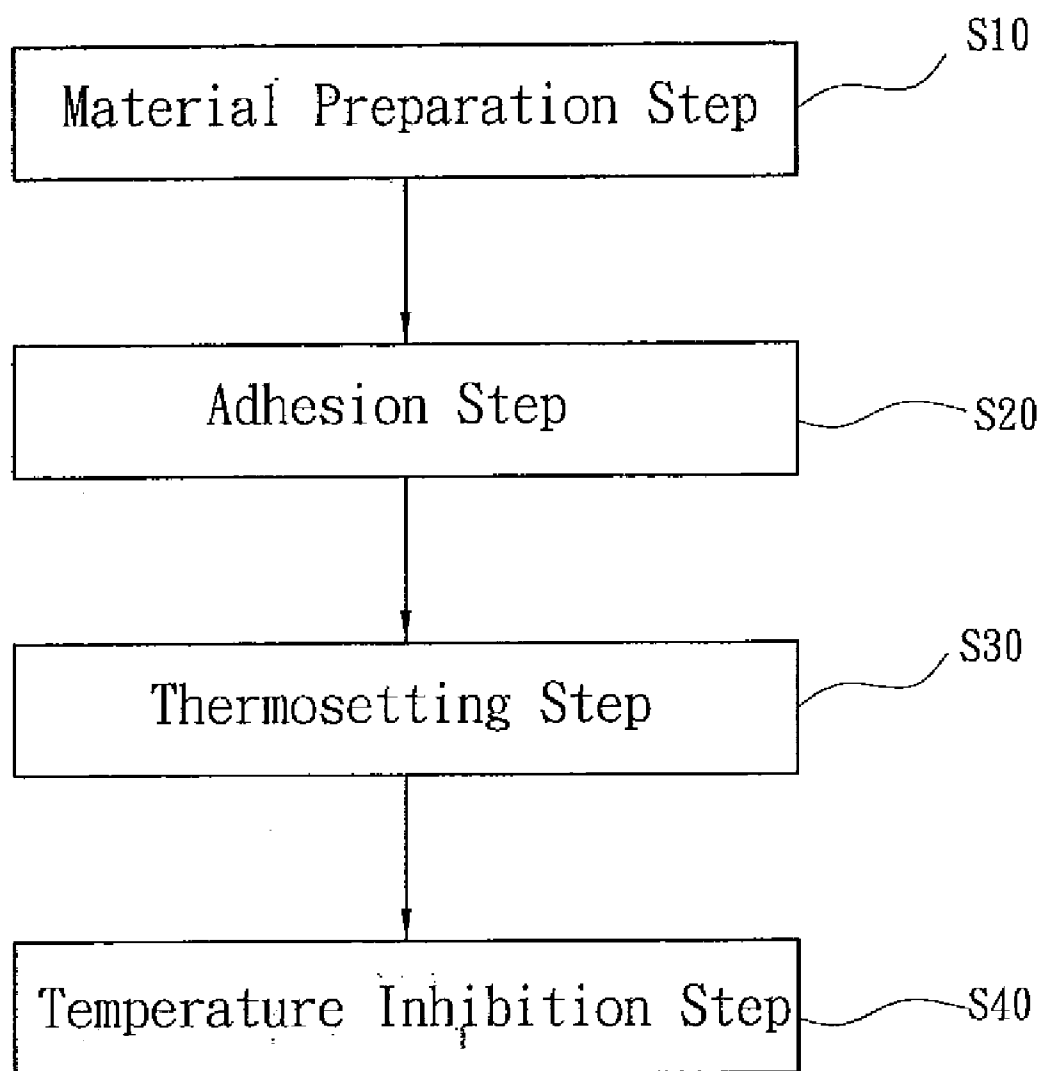 S10
Material Preparation Step
Adhesion Step
S20
S30
Thermosetting Step
Temperature Inhibition Step
S40